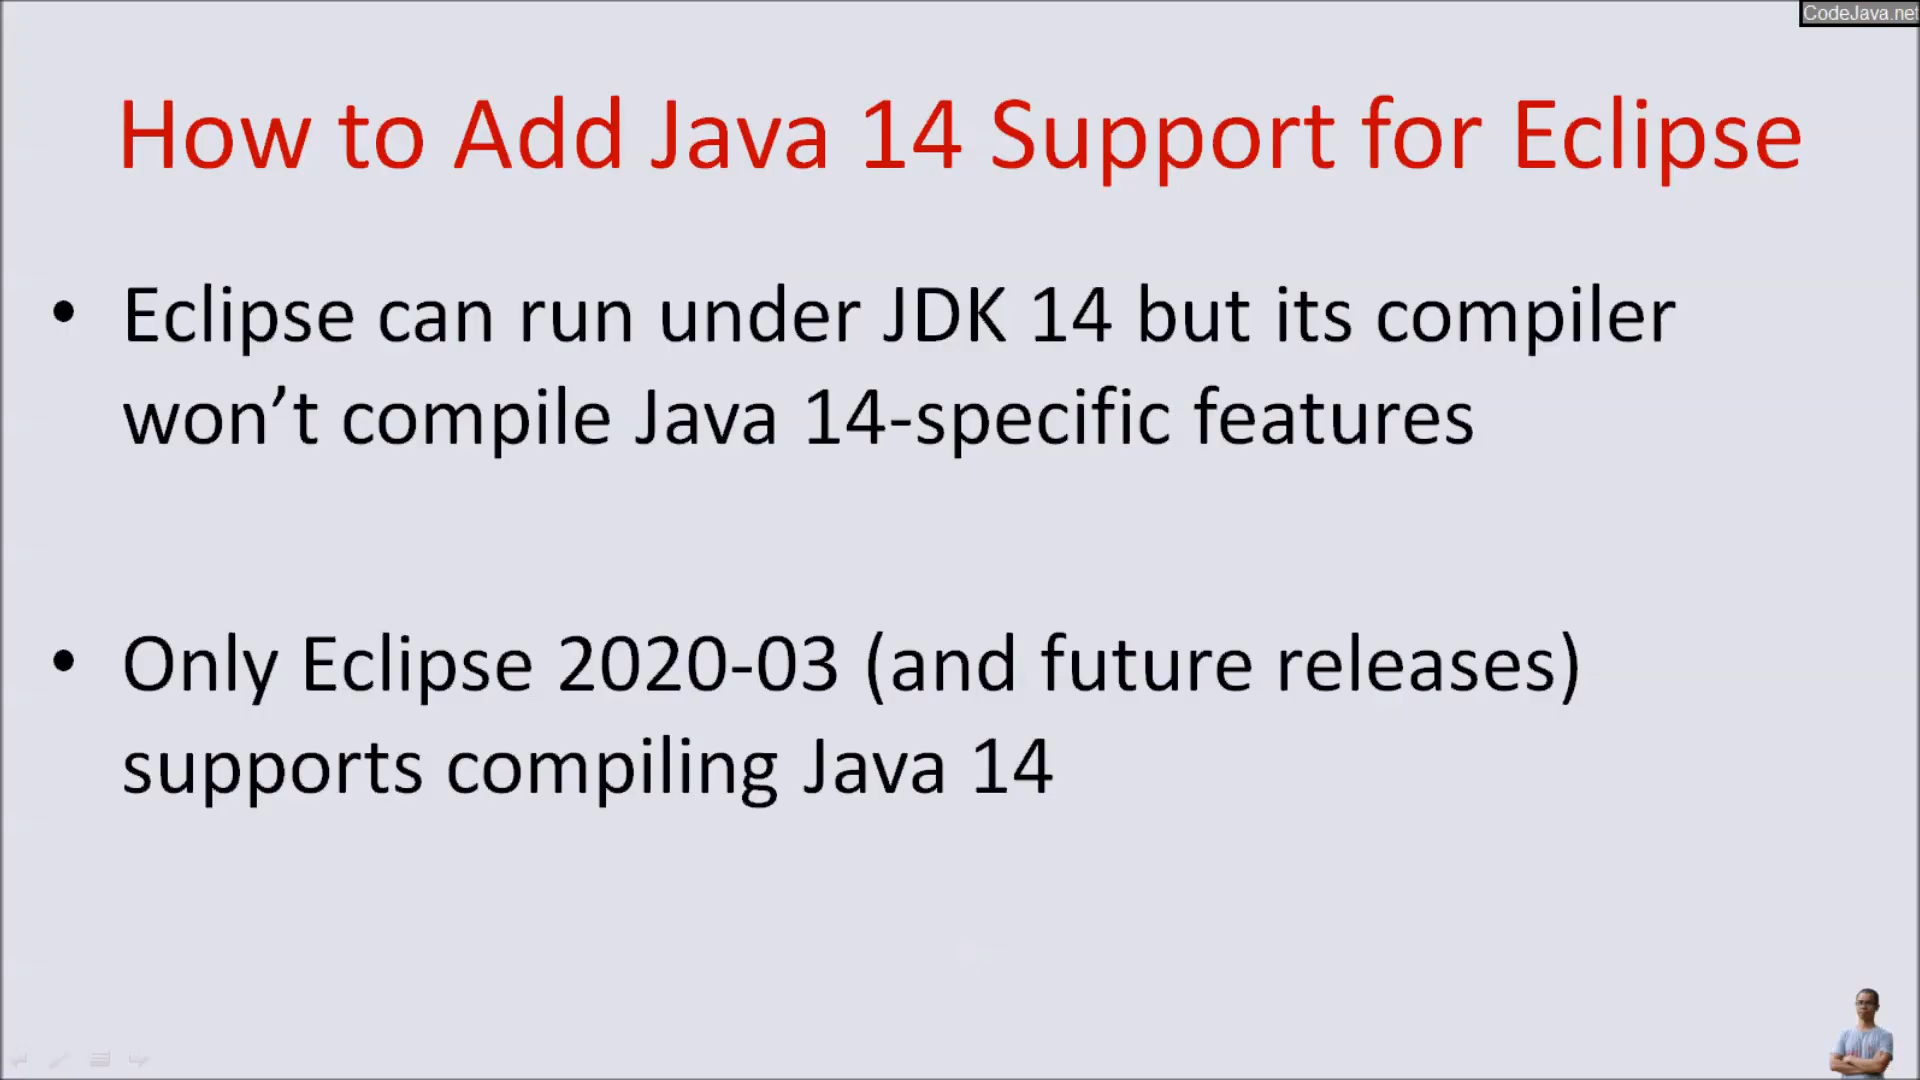 CodeJava.net
How to Add Java 14 Support for Eclipse
• Eclipse can run under JDK 14 but its compiler
won’t compile Java 14-specific features
• Only Eclipse 2020-03 (and future releases)
supports compiling Java 14